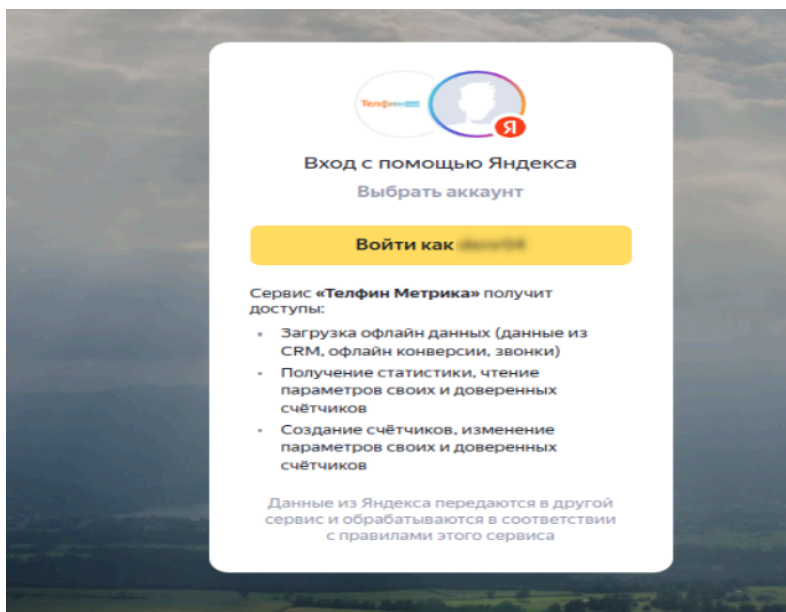 Телфин
Я
Вход с помощью Яндекса
Выбрать аккаунт
Войти как
Сервис «Телфин Метрика» получит
доступы:
- Загрузка офлайн данных (данные из
CRM, офлайн конверсии, звонки)
- Получение статистики, чтение
параметров своих и доверенных
счётчиков
- Создание счётчиков, изменение
параметров своих и доверенных
счётчиков
Данные из Яндекса передаются в другой
сервис и обрабатываются в соответствии
с правилами этого сервиса